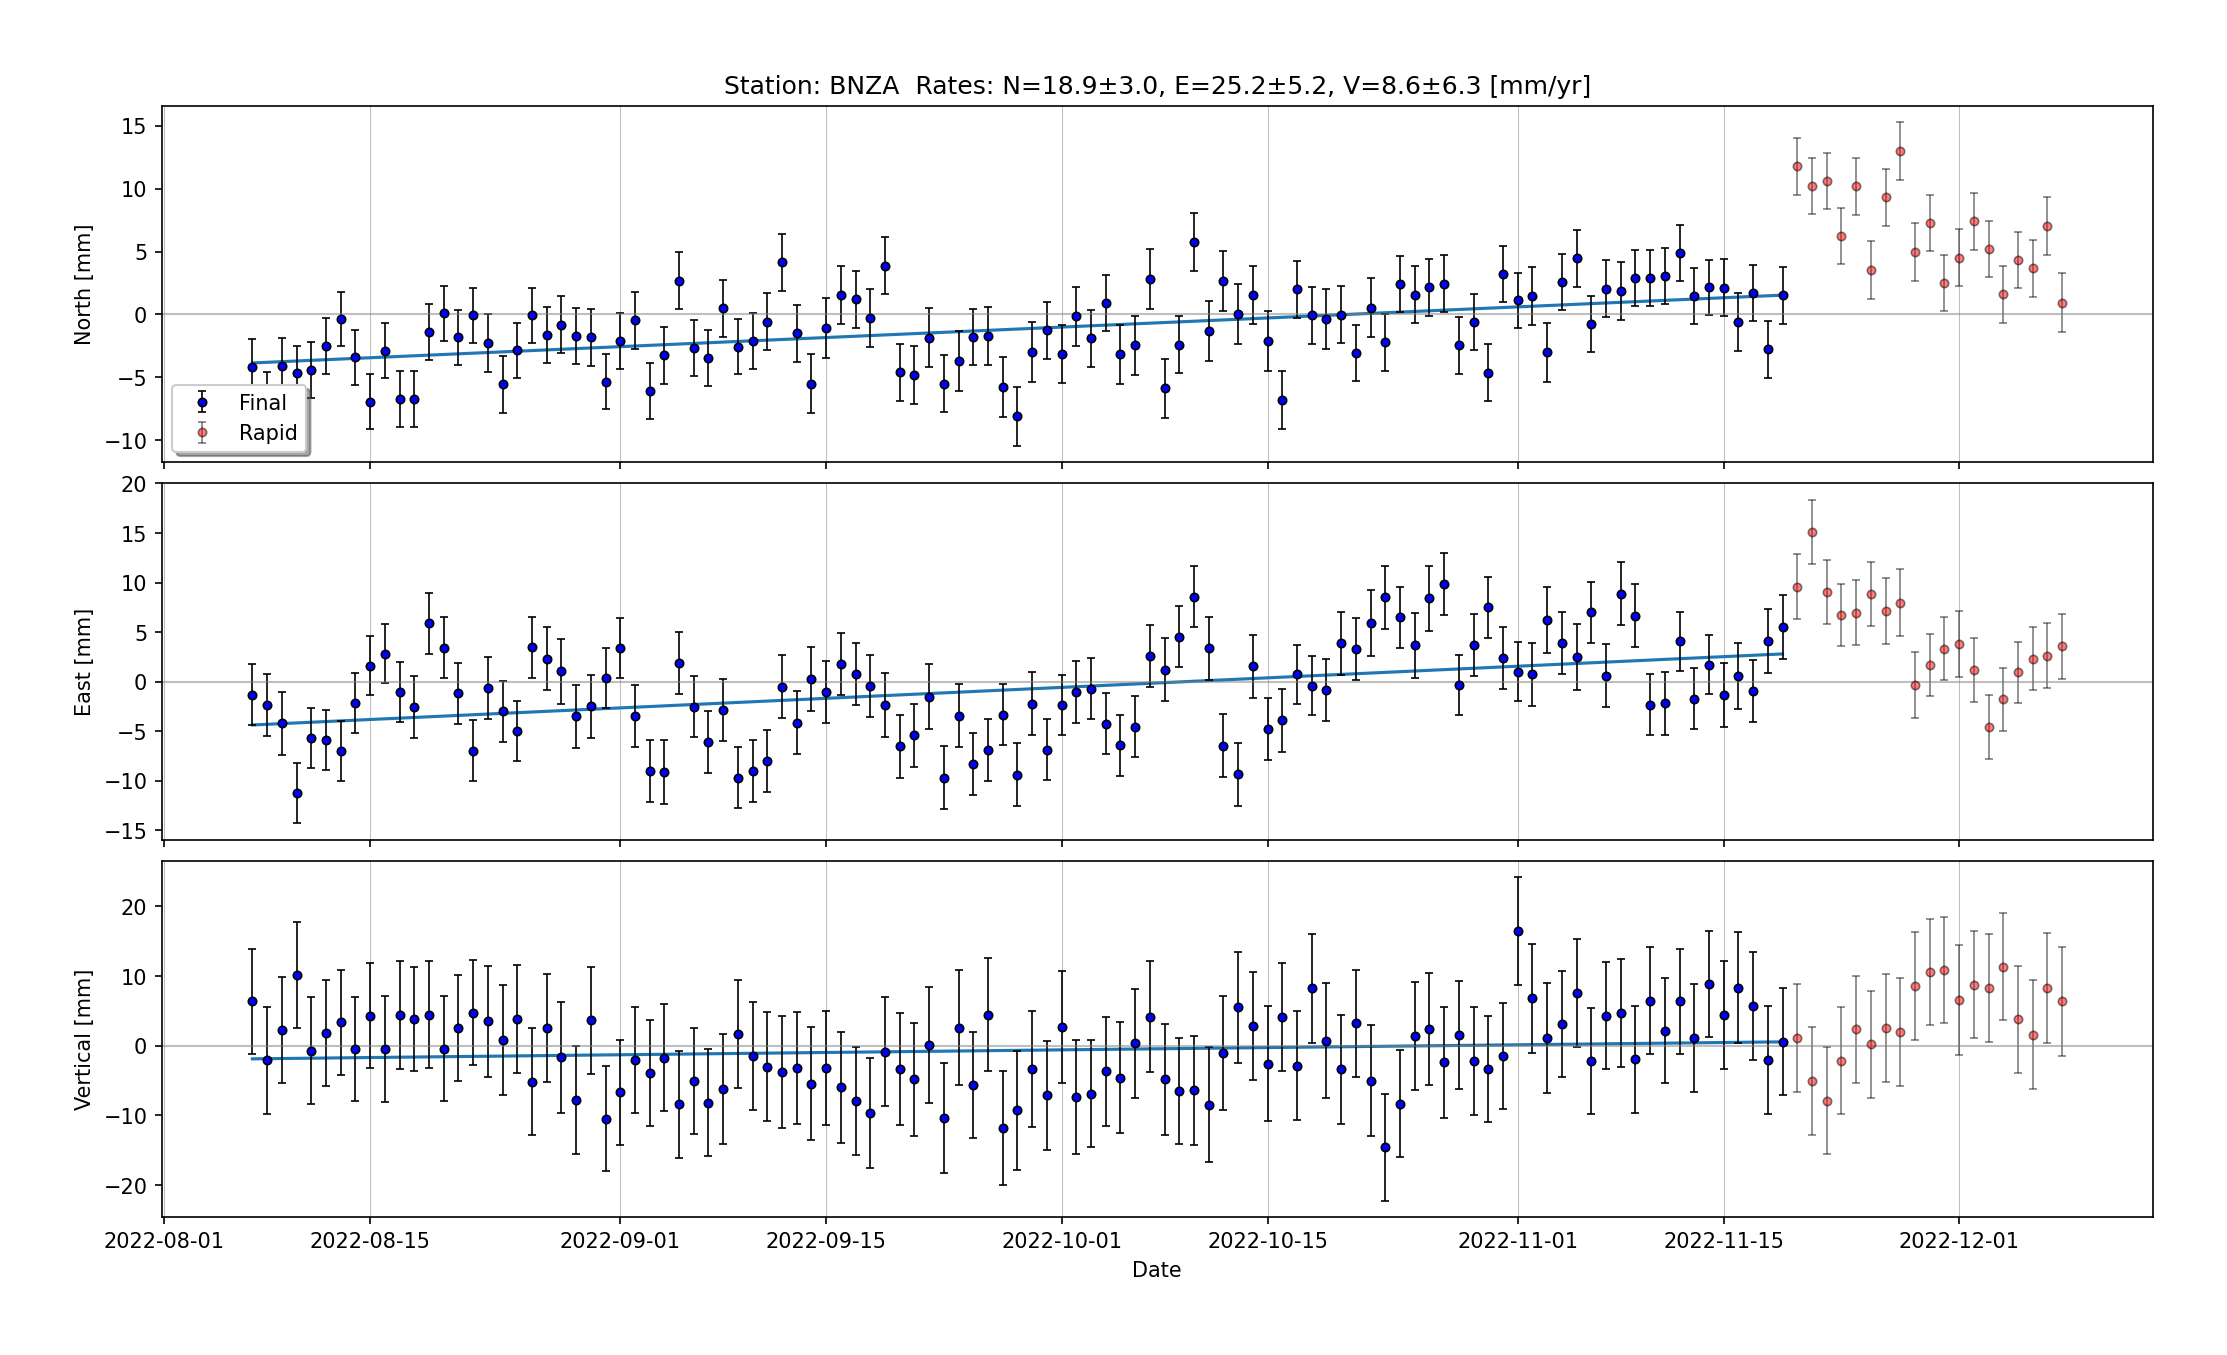 Station: BNZA  Rates: N=18.9±3.0, E=25.2±5.2, V=8.6±6.3 [mm/yr]
North [mm]
15
10
5
0
−5
−10
Final
Rapid
East [mm]
20
15
10
5
0
−5
−10
−15
Vertical [mm]
20
10
0
−10
−20
2022-08-01 2022-08-15 2022-09-01 2022-09-15 2022-10-01 2022-10-15 2022-11-01 2022-11-15 2022-12-01
Date